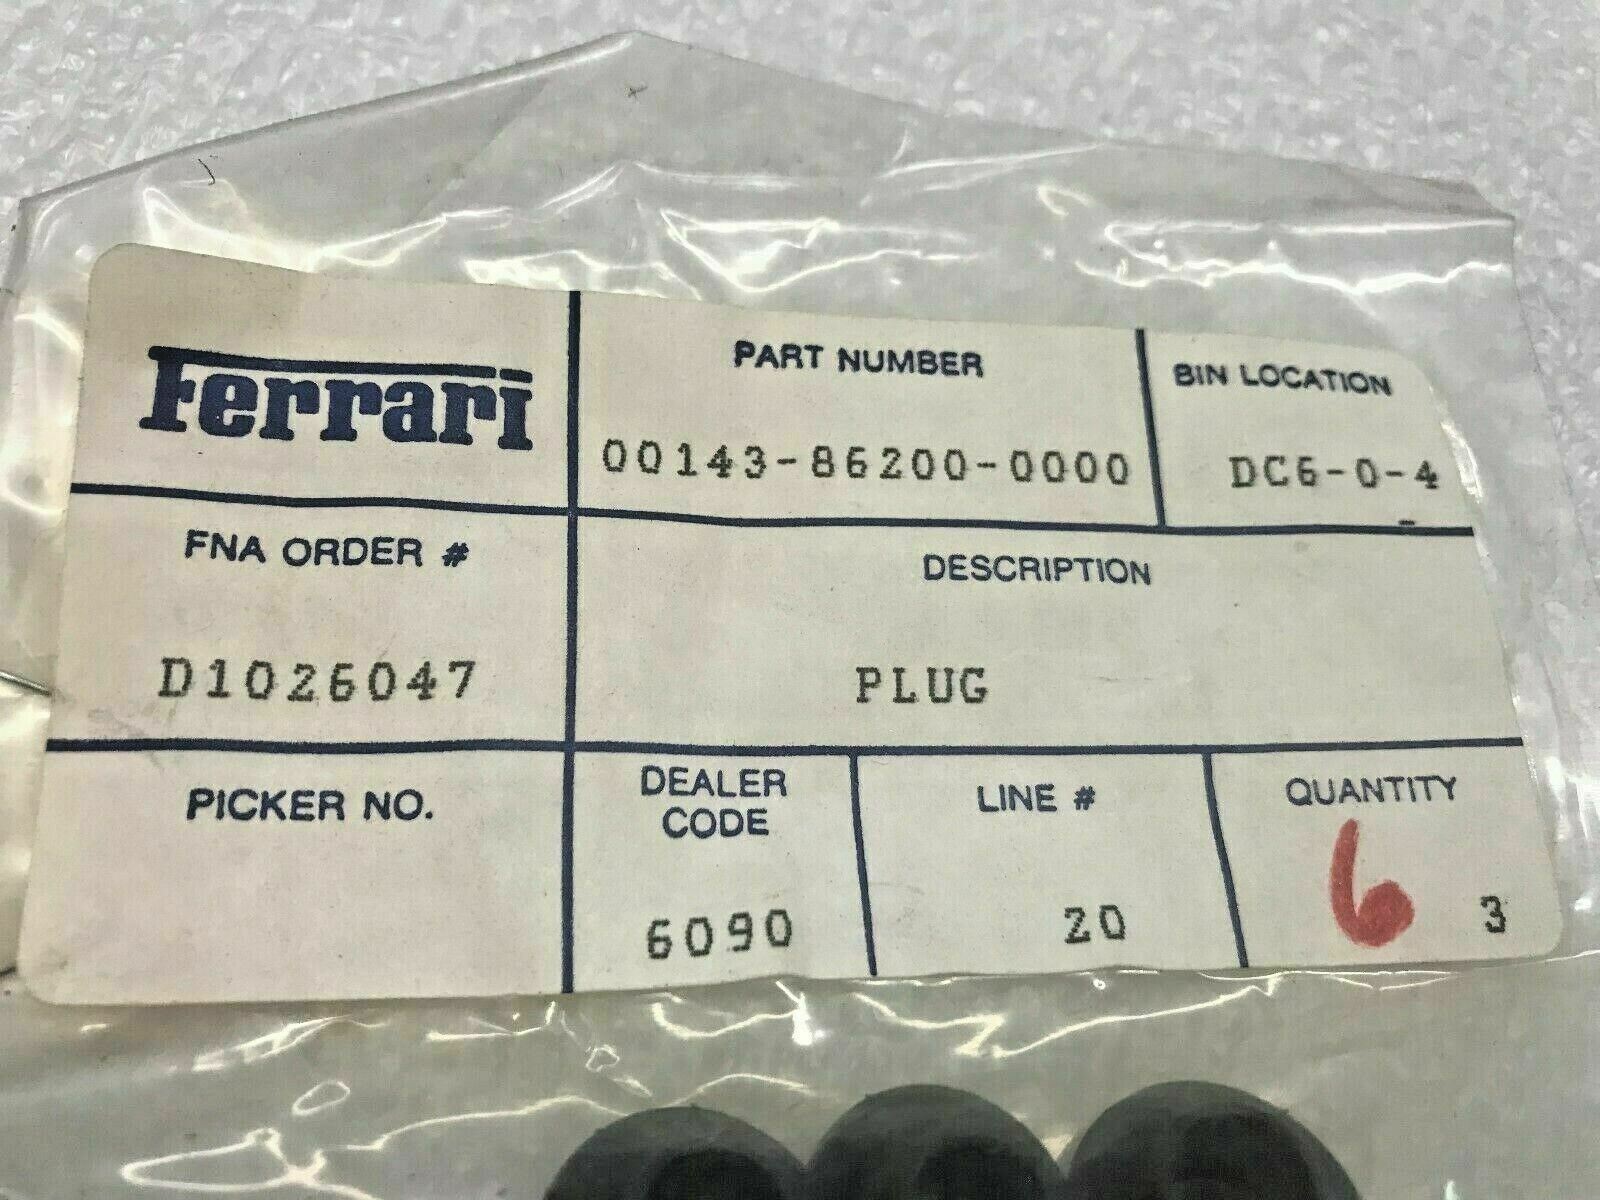 Ferrari
PART NUMBER
00143-86200-0000
BIN LOCATION
DC6-0-4
FNA ORDER #
D1026047
DESCRIPTION
PLUG
PICKER NO.
DEALER
CODE
6090
LINE #
20
QUANTITY
6 3